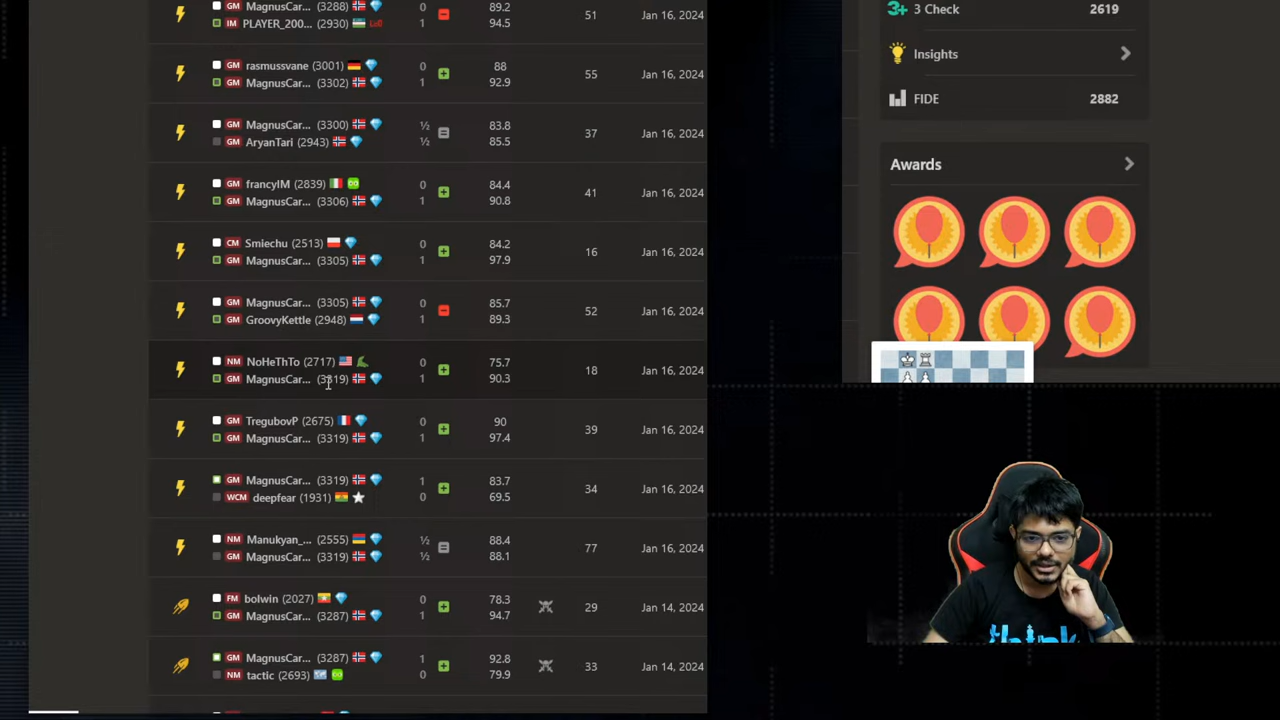 GM MagnusCar... (3288) 0 89.2
IM PLAYER_200... (2930) 1 94.5
51 Jan 16, 2024
GM rasmussvane (3001) 0 88
GM MagnusCar... (3302) 1 92.9
55 Jan 16, 2024
GM MagnusCar... (3300) ½ 83.8
GM AryanTari (2943) ½ 85.5
37 Jan 16, 2024
GM francyIM (2839) 0 84.4
GM MagnusCar... (3306) 1 90.8
41 Jan 16, 2024
CM Smiechu (2513) 0 84.2
GM MagnusCar... (3305) 1 97.9
16 Jan 16, 2024
GM MagnusCar... (3305) 0 85.7
GM GroovyKettle (2948) 1 89.3
52 Jan 16, 2024
NM NoHeThTo (2717) 0 75.7
GM MagnusCar... (3319) 1 90.3
18 Jan 16, 2024
GM TregubovP (2675) 0 90
GM MagnusCar... (3319) 1 97.4
39 Jan 16, 2024
GM MagnusCar... (3319) 1 83.7
WCM deepfear (1931) 0 69.5
34 Jan 16, 2024
NM Manukyan_... (2555) ½ 88.4
GM MagnusCar... (3319) ½ 88.1
77 Jan 16, 2024
FM bolwin (2027) 0 78.3
GM MagnusCar... (3287) 1 94.7
29 Jan 14, 2024
GM MagnusCar... (3287) 1 92.8
NM tactic (2693) 0 79.9
33 Jan 14, 2024
3+ 3 Check 2619
Insights
FIDE 2882
Awards
think